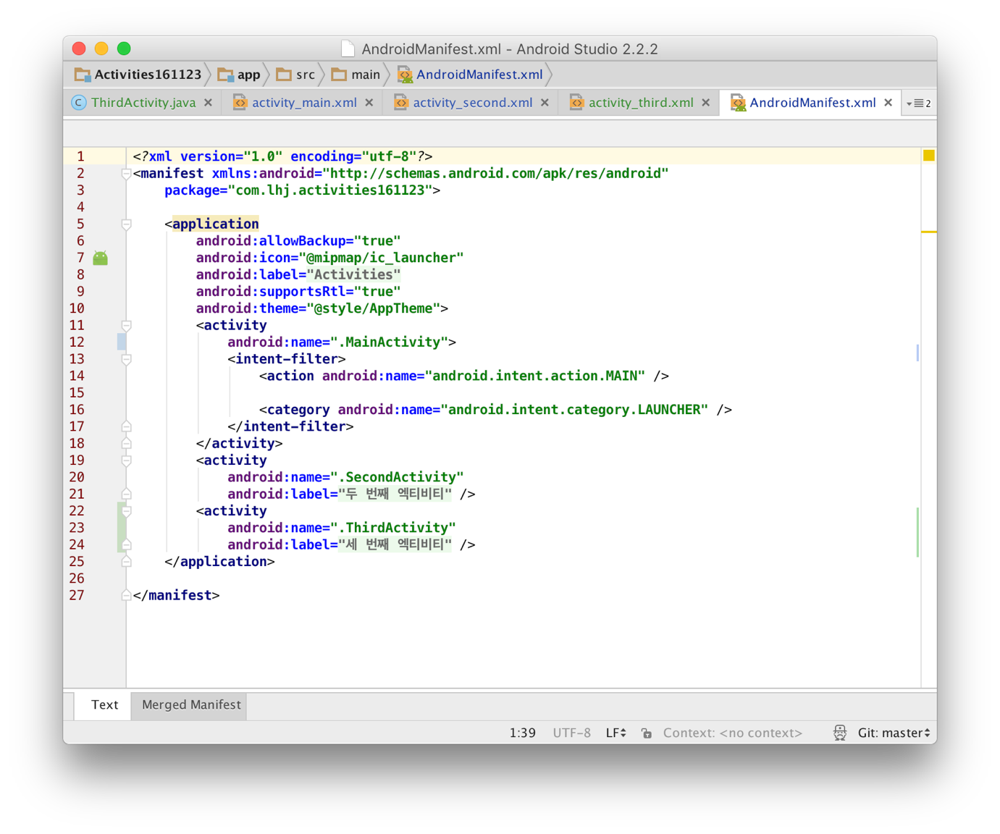 AndroidManifest.xml - Android Studio 2.2.2
Activities161123 app src main AndroidManifest.xml
ThirdActivity.java activity_main.xml activity_second.xml activity_third.xml AndroidManifest.xml 2
1 <?xml version="1.0" encoding="utf-8"?>
2 <manifest xmlns:android="http://schemas.android.com/apk/res/android"
3 package="com.lhj.activities161123">
4
5 <application
6 android:allowBackup="true"
7 android:icon="@mipmap/ic_launcher"
8 android:label="Activities"
9 android:supportsRtl="true"
10 android:theme="@style/AppTheme">
11 <activity
12 android:name=".MainActivity">
13 <intent-filter>
14 <action android:name="android.intent.action.MAIN" />
15
16 <category android:name="android.intent.category.LAUNCHER" />
17 </intent-filter>
18 </activity>
19 <activity
20 android:name=".SecondActivity"
21 android:label="두 번째 엑티비티" />
22 <activity
23 android:name=".ThirdActivity"
24 android:label="세 번째 엑티비티" />
25 </application>
26
27 </manifest>
Text Merged Manifest
1:39 UTF-8 LF Context: <no context> Git: master